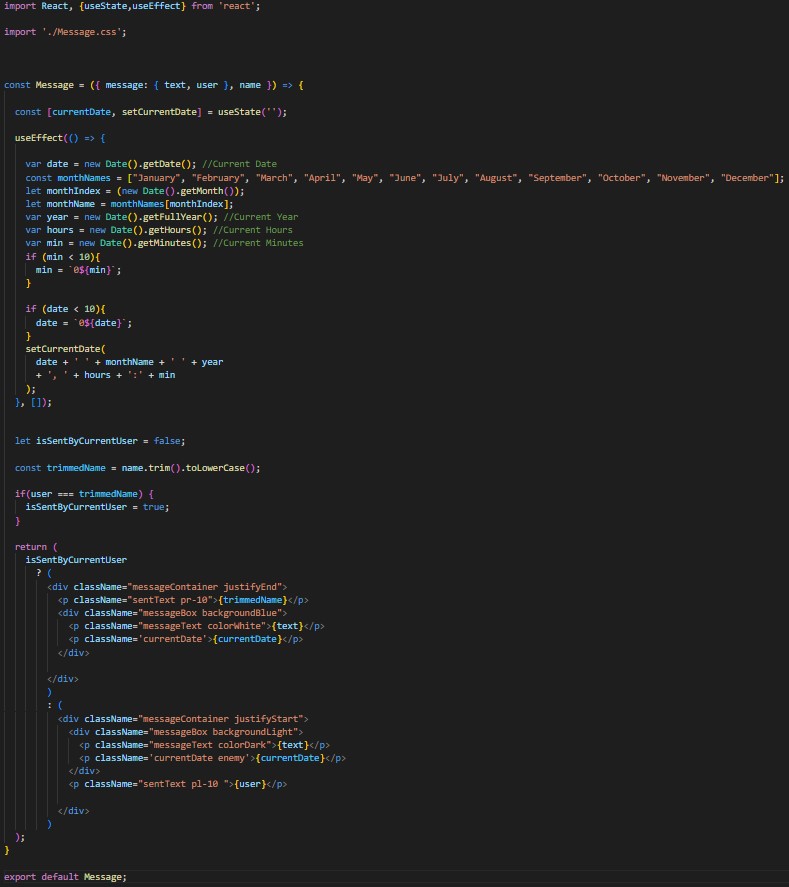 import React, {useState,useEffect} from 'react';
import './Message.css';
const Message = ({ message: { text, user }, name }) => {
const [currentDate, setCurrentDate] = useState('');
useEffect(() => {
var date = new Date().getDate(); //Current Date
const monthNames = ["January", "February", "March", "April", "May", "June", "July", "August", "September", "October", "November", "December"];
let monthIndex = (new Date().getMonth());
let monthName = monthNames[monthIndex];
var year = new Date().getFullYear(); //Current Year
var hours = new Date().getHours(); //Current Hours
var min = new Date().getMinutes(); //Current Minutes
if (min < 10){
min = `0${min}`;
}
if (date < 10){
date = `0${date}`;
}
setCurrentDate(
date + ' ' + monthName + ' ' + year
+ ', ' + hours + ':' + min
);
}, []);
let isSentByCurrentUser = false;
const trimmedName = name.trim().toLowerCase();
if(user === trimmedName) {
isSentByCurrentUser = true;
}
return (
isSentByCurrentUser
? (
<div className="messageContainer justifyEnd">
<p className="sentText pr-10">{trimmedName}</p>
<div className="messageBox backgroundBlue">
<p className="messageText colorWhite">{text}</p>
<p className='currentDate'>{currentDate}</p>
</div>
</div>
)
: (
<div className="messageContainer justifyStart">
<div className="messageBox backgroundLight">
<p className="messageText colorDark">{text}</p>
<p className='currentDate enemy'>{currentDate}</p>
</div>
<p className="sentText pl-10 ">{user}</p>
</div>
)
);
}
export default Message;